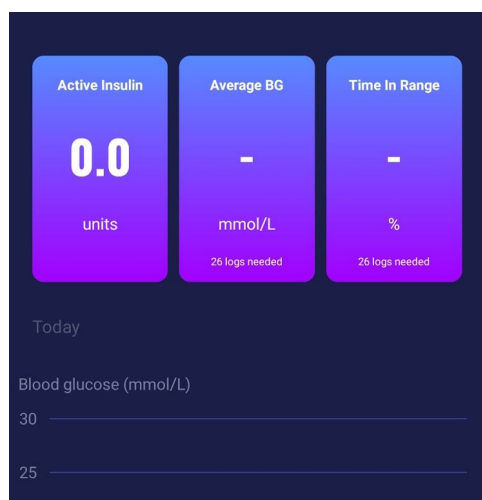 Active Insulin
0.0
units
Average BG
-
mmol/L
26 logs needed
Time In Range
-
%
26 logs needed
Today
Blood glucose (mmol/L)
30
25